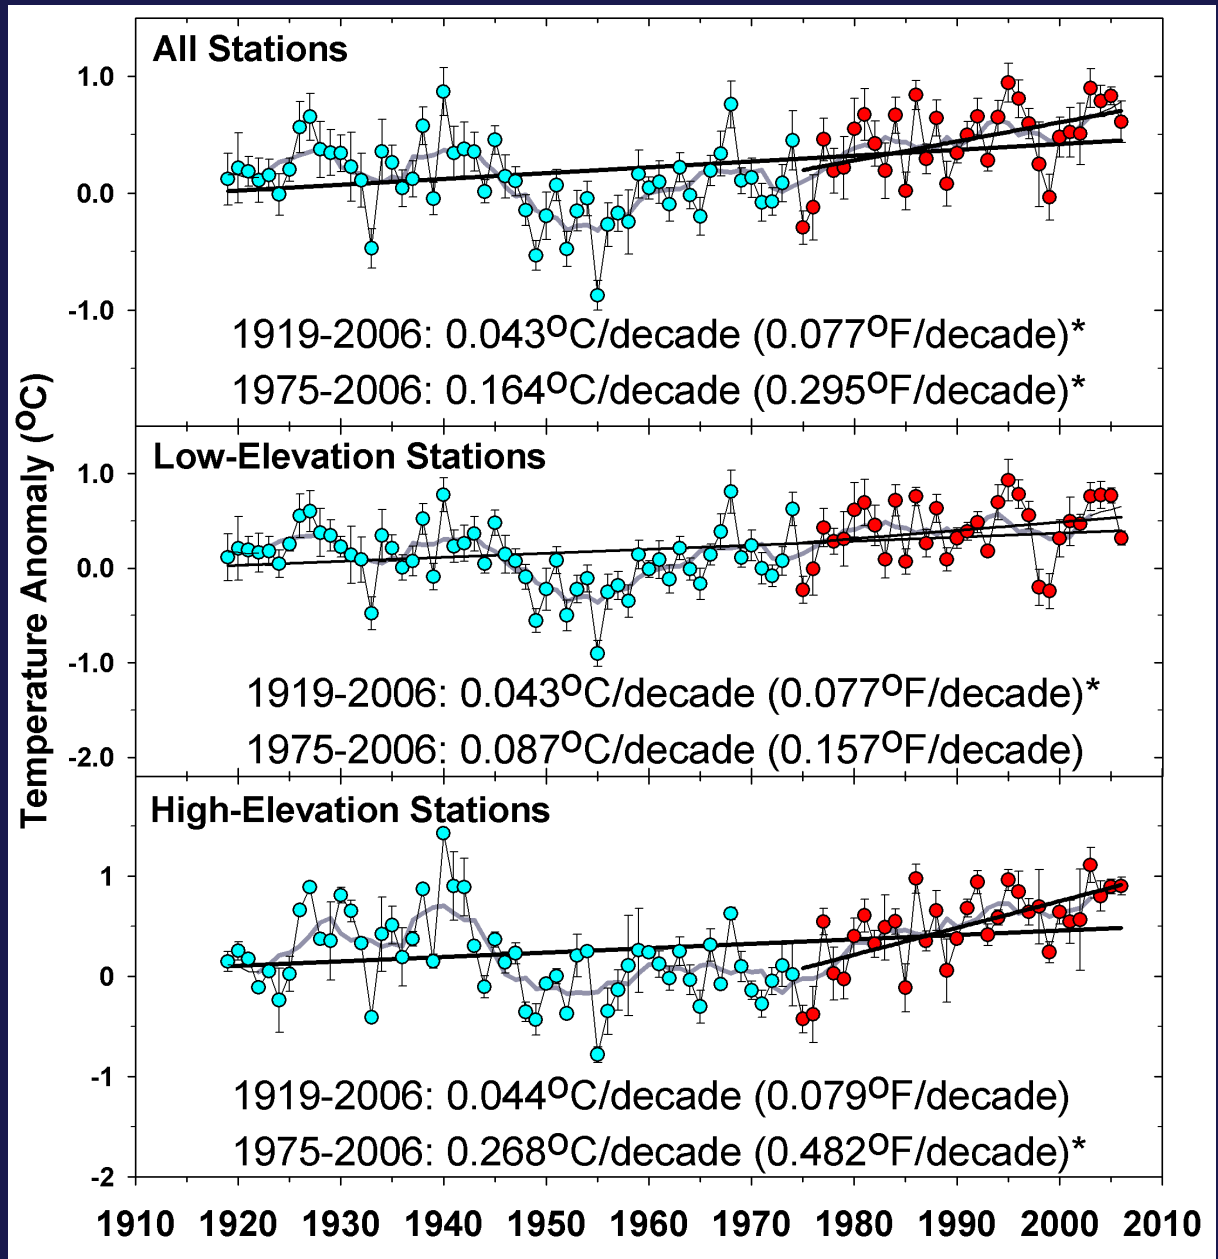 All Stations
1.0
0.0
-1.0
1919-2006: 0.043ºC/decade (0.077ºF/decade)*
1975-2006: 0.164ºC/decade (0.295ºF/decade)*
Temperature Anomaly (ºC)
Low-Elevation Stations
1.0
0.0
-1.0
-2.0
1919-2006: 0.043ºC/decade (0.077ºF/decade)*
1975-2006: 0.087ºC/decade (0.157ºF/decade)
High-Elevation Stations
1
0
-1
-2
1919-2006: 0.044ºC/decade (0.079ºF/decade)
1975-2006: 0.268ºC/decade (0.482ºF/decade)*
1910 1920 1930 1940 1950 1960 1970 1980 1990 2000 2010